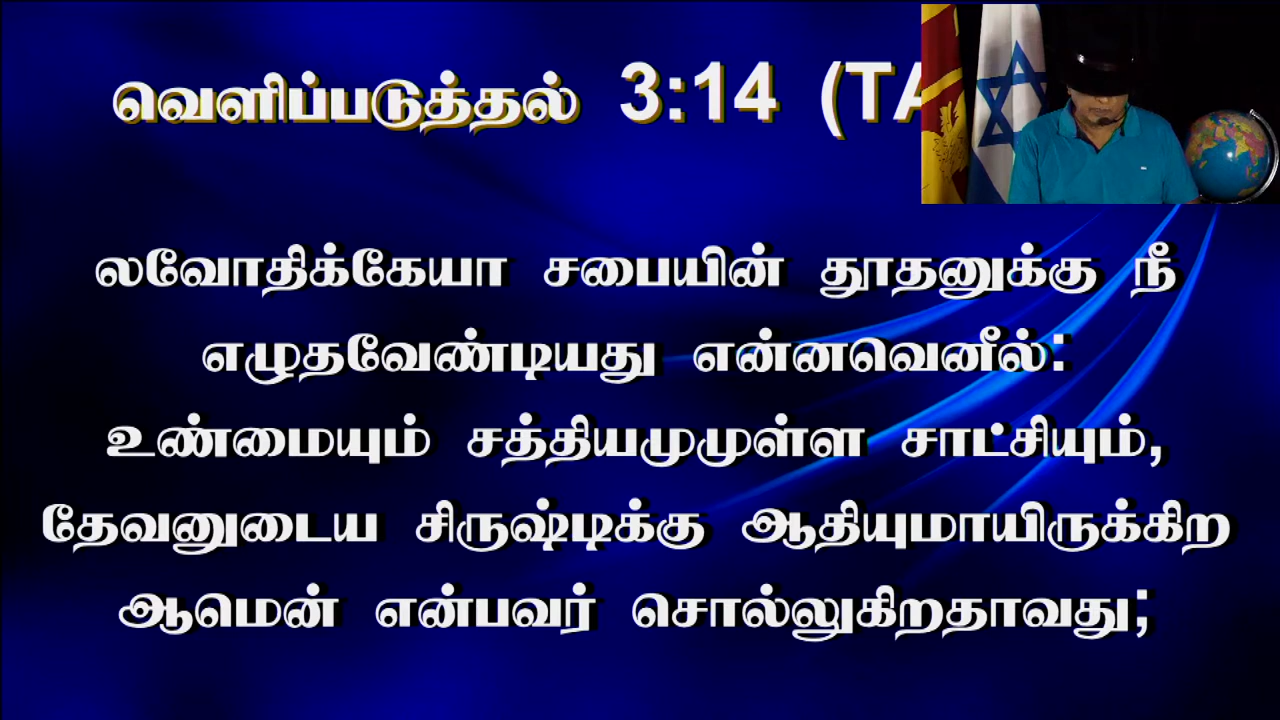 வெளிப்படுத்தல் 3:14 (TA
லவோதிக்கேயா சபையின் தூதனுக்கு நீ
எழுதவேண்டியது என்னவெனில்:
உண்மையும் சத்தியமுமுள்ள சாட்சியும்,
தேவனுடைய சிருஷ்டிக்கு ஆதியுமாயிருக்கிற
ஆமென் என்பவர் சொல்லுகிறதாவது;